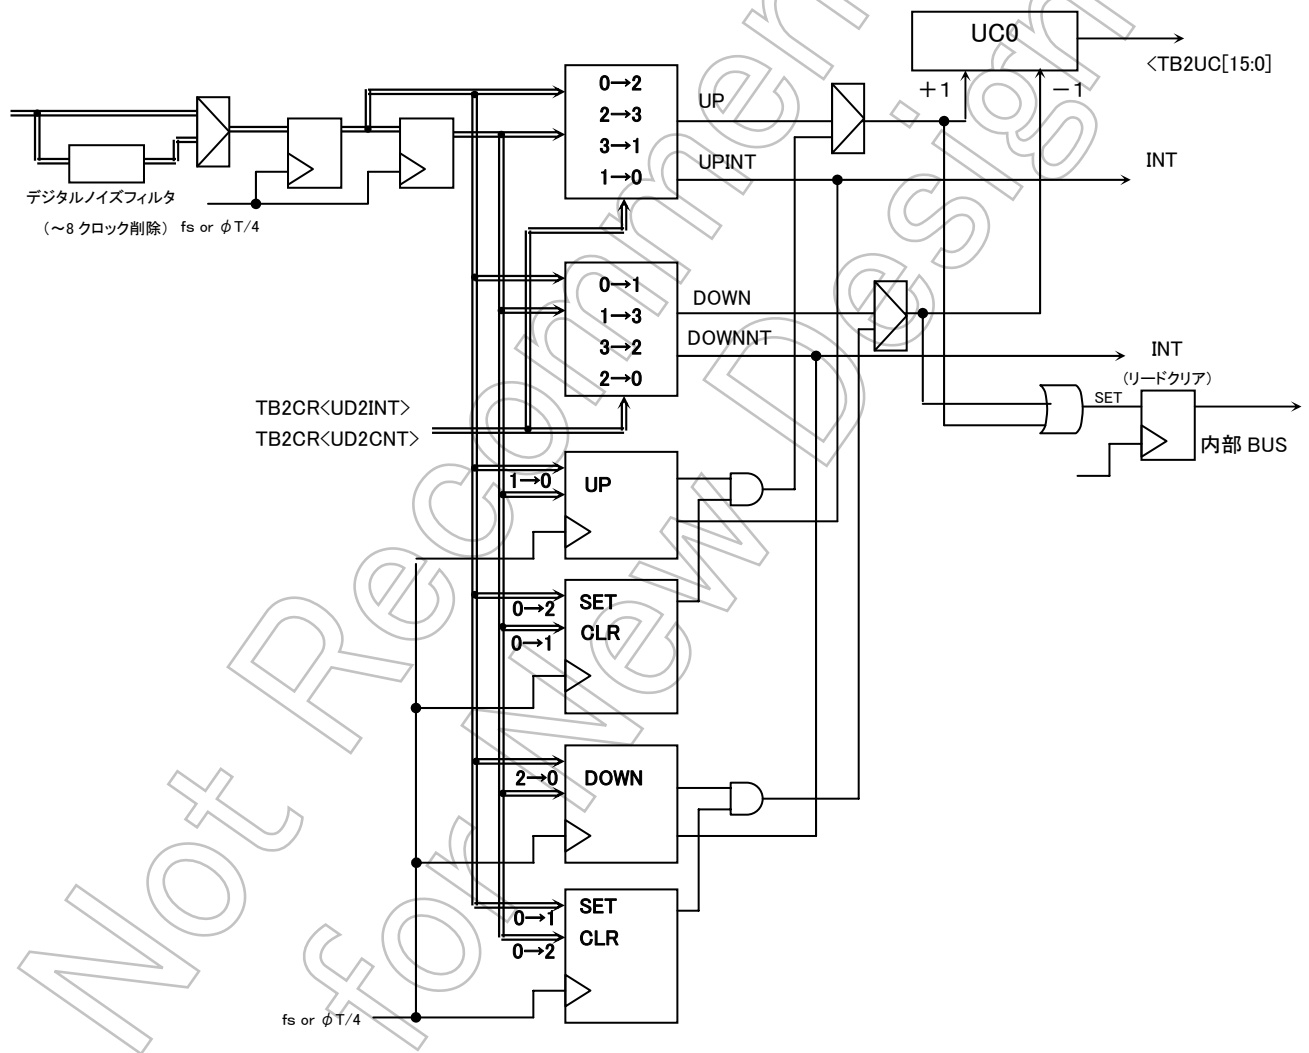 UC0
<TB2UC[15:0]
+1
-1
0→2
2→3
3→1
1→0
UP
UPINT
INT
デジタルノイズフィルタ
(～8 クロック削除)
fs or φT/4
0→1
1→3
3→2
2→0
DOWN
DOWNNT
INT
(リードクリア)
SET
内部 BUS
TB2CR<UD2INT>
TB2CR<UD2CNT>
1→0
UP
0→2
SET
0→1
CLR
2→0
DOWN
0→1
SET
0→2
CLR
fs or φT/4
Not Recommen
for New Design